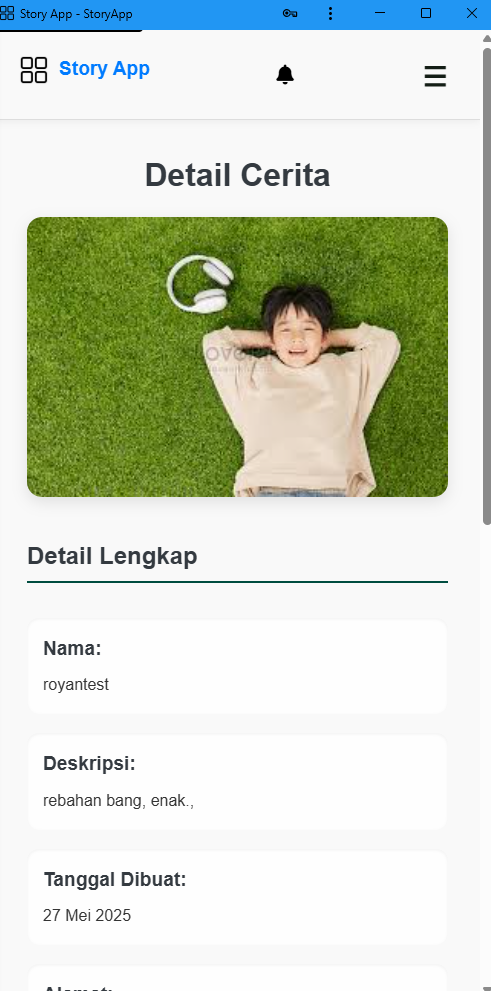 Story App - StoryApp
Story App
Detail Cerita
Detail Lengkap
Nama:
royantest
Deskripsi:
rebahan bang, enak.,
Tanggal Dibuat:
27 Mei 2025